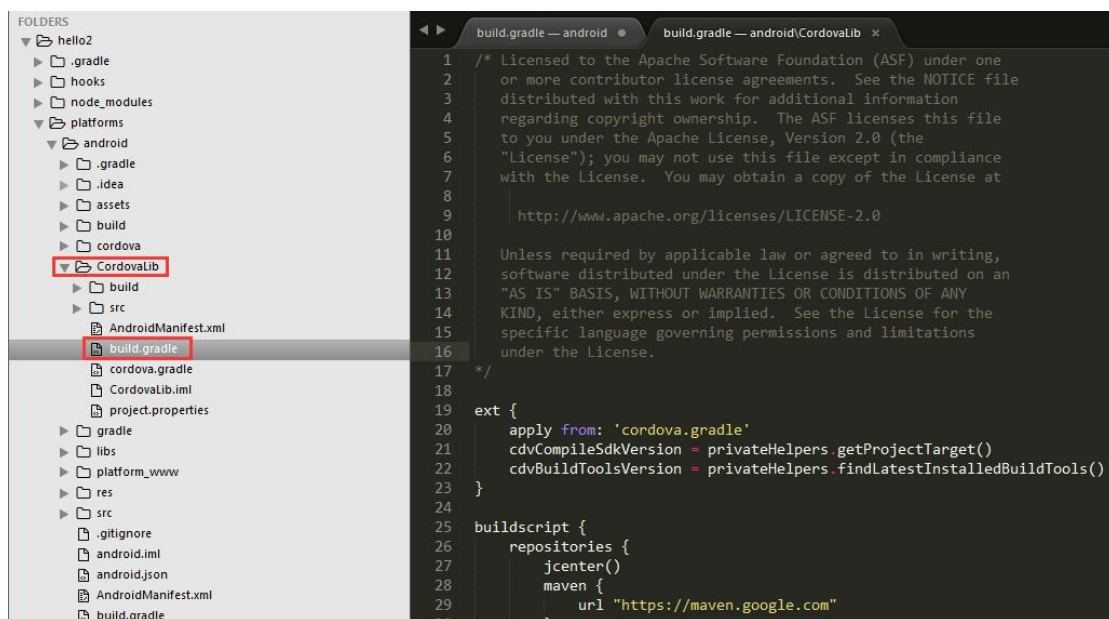 FOLDERS
hello2
.gradle
hooks
node_modules
platforms
android
.gradle
.idea
assets
build
cordova
CordovaLib
build
src
AndroidManifest.xml
build.gradle
cordova.gradle
CordovaLib.iml
project.properties
gradle
libs
platform_www
res
src
.gitignore
android.iml
android.json
AndroidManifest.xml
build.gradle
build.gradle — android
build.gradle — android\CordovaLib ×
1 /* Licensed to the Apache Software Foundation (ASF) under one
2 or more contributor license agreements. See the NOTICE file
3 distributed with this work for additional information
4 regarding copyright ownership. The ASF licenses this file
5 to you under the Apache License, Version 2.0 (the
6 "License"); you may not use this file except in compliance
7 with the License. You may obtain a copy of the License at
8
9 http://www.apache.org/licenses/LICENSE-2.0
10
11 Unless required by applicable law or agreed to in writing,
12 software distributed under the License is distributed on an
13 "AS IS" BASIS, WITHOUT WARRANTIES OR CONDITIONS OF ANY
14 KIND, either express or implied. See the License for the
15 specific language governing permissions and limitations
16 under the License.
17 */
18
19 ext {
20 apply from: 'cordova.gradle'
21 cdvCompileSdkVersion = privateHelpers.getProjectTarget()
22 cdvBuildToolsVersion = privateHelpers.findLatestInstalledBuildTools()
23 }
24
25 buildscript {
26 repositories {
27 jcenter()
28 maven {
29 url "https://maven.google.com"